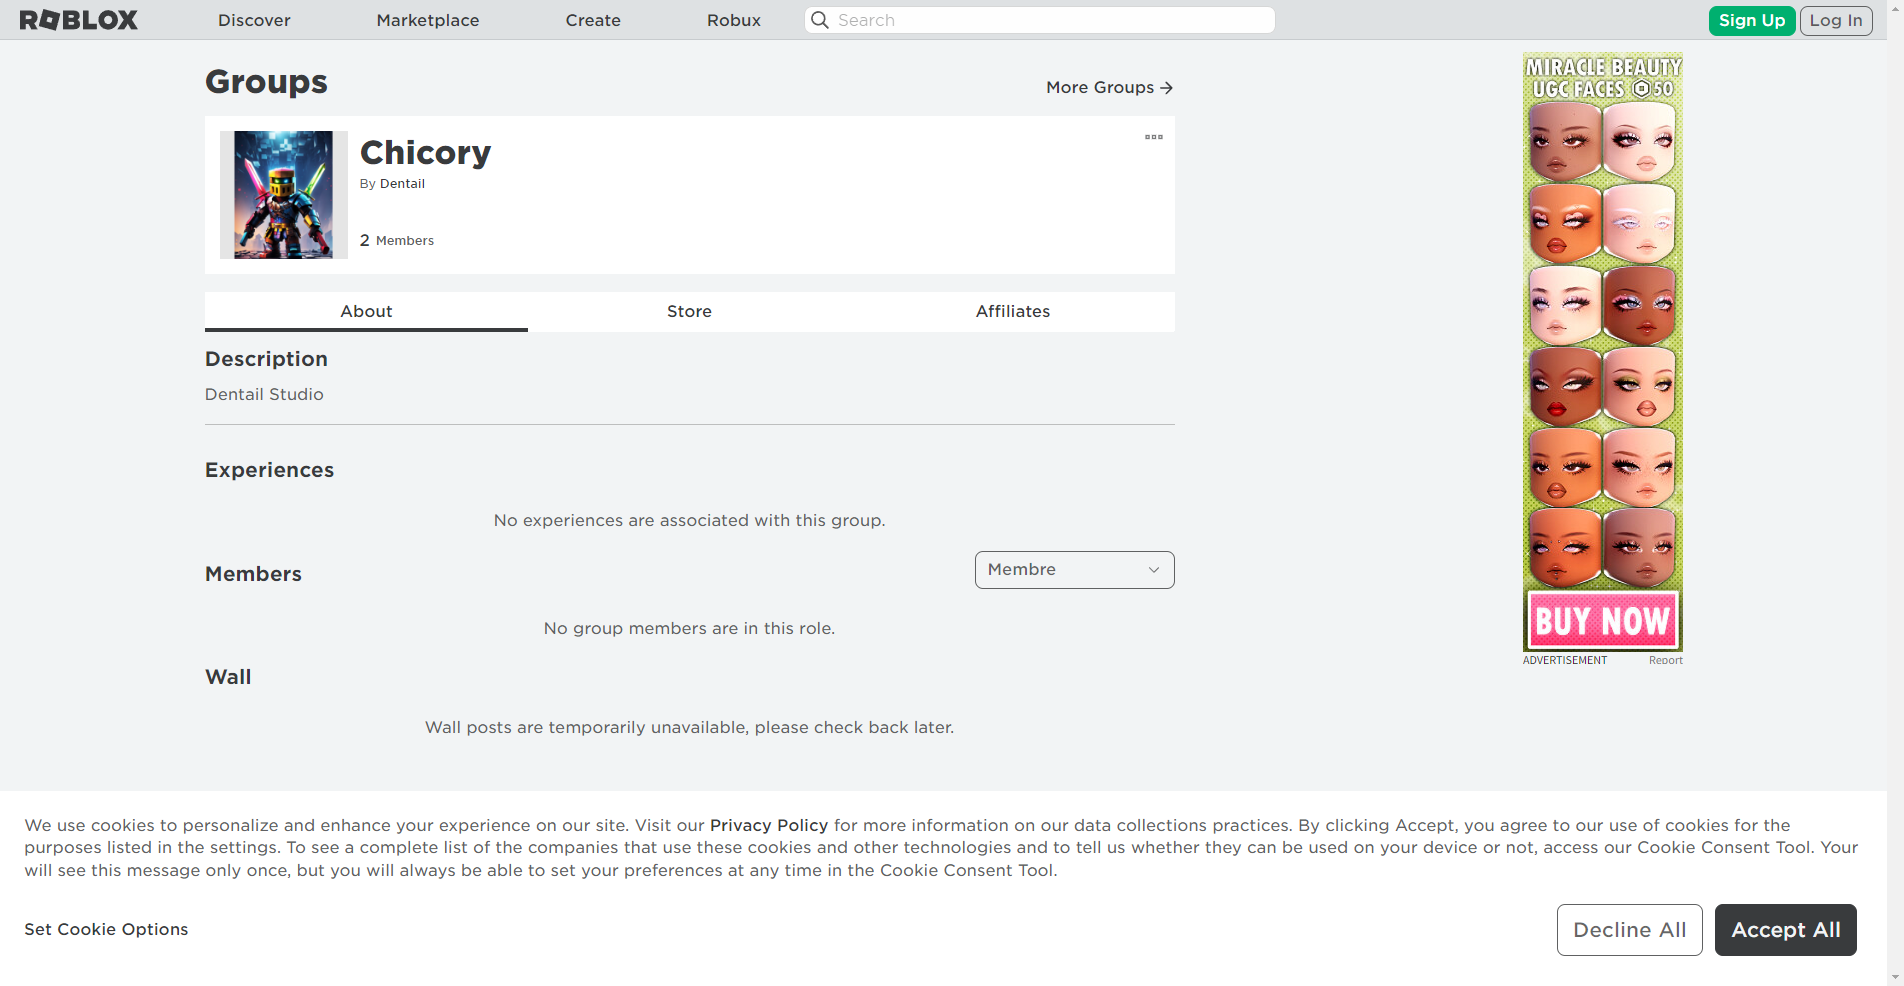 ROBLOX
Discover
Marketplace
Create
Robux
Search
Sign Up
Log In
Groups
More Groups
Chicory
By Dentail
2 Members
About
Store
Affiliates
Description
Dentail Studio
Experiences
No experiences are associated with this group.
Members
Membre
No group members are in this role.
Wall
Wall posts are temporarily unavailable, please check back later.
MIRACLE BEAUTY
UGC FACES 50
BUY NOW
ADVERTISEMENT
Report
We use cookies to personalize and enhance your experience on our site. Visit our Privacy Policy for more information on our data collections practices. By clicking Accept, you agree to our use of cookies for the
purposes listed in the settings. To see a complete list of the companies that use these cookies and other technologies and to tell us whether they can be used on your device or not, access our Cookie Consent Tool. Your
will see this message only once, but you will always be able to set your preferences at any time in the Cookie Consent Tool.
Set Cookie Options
Decline All
Accept All